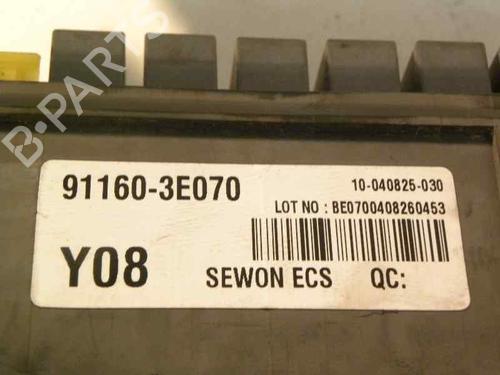 B-PARTS
91160-3E070
10-040825-030
LOT NO : BE0700408260453
Y08
SEWON ECS
QC: